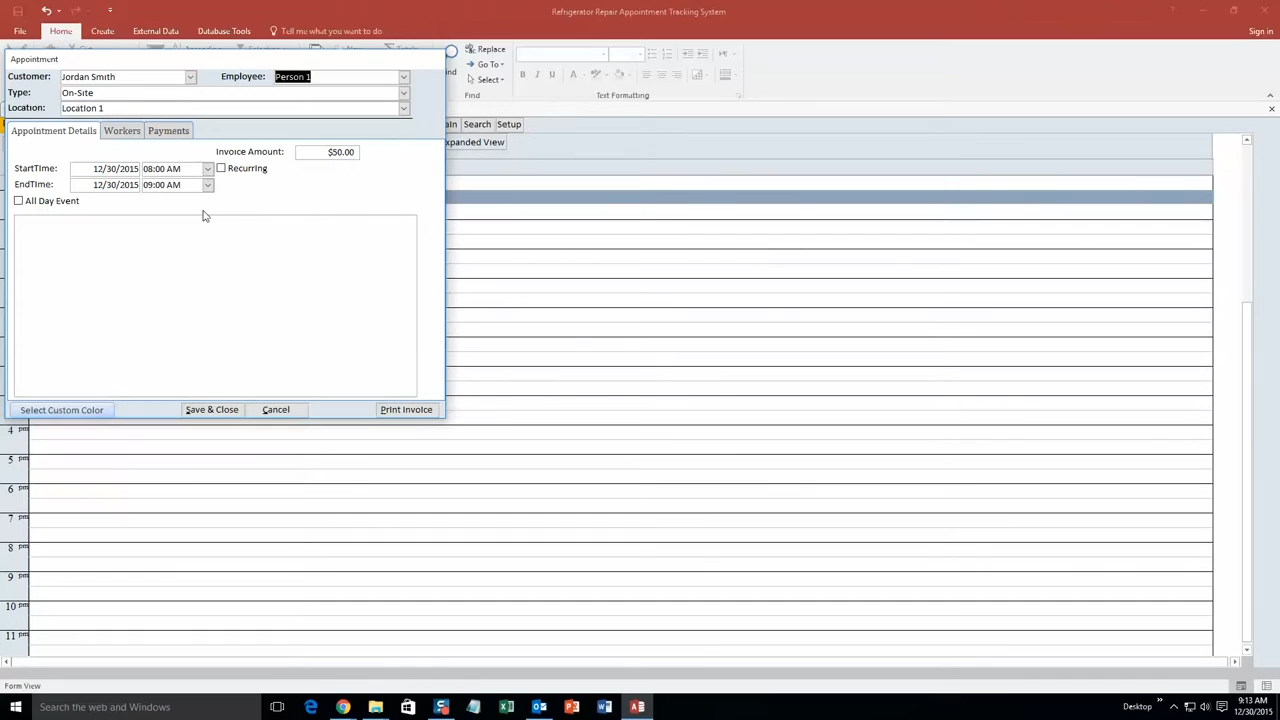 Refrigerator Repair Appointment Tracking System
Sign in
File Home Create External Data Database Tools Tell me what you want to do
Replace
Go To
Select
Find
Text Formatting
Appointment
Customer: Jordan Smith Employee: Person 1
Type: On-Site
Location: Location 1
Appointment Details Workers Payments
Search Setup
xpanded View
Invoice Amount: $50.00
StartTime: 12/30/2015 08:00 AM Recurring
EndTime: 12/30/2015 09:00 AM
All Day Event
Select Custom Color Save & Close Cancel Print Invoice
4 pm
5 pm
6 pm
7 pm
8 pm
9 pm
10 pm
11 pm
Form View
Search the web and Windows
Desktop
9:13 AM
12/30/2015